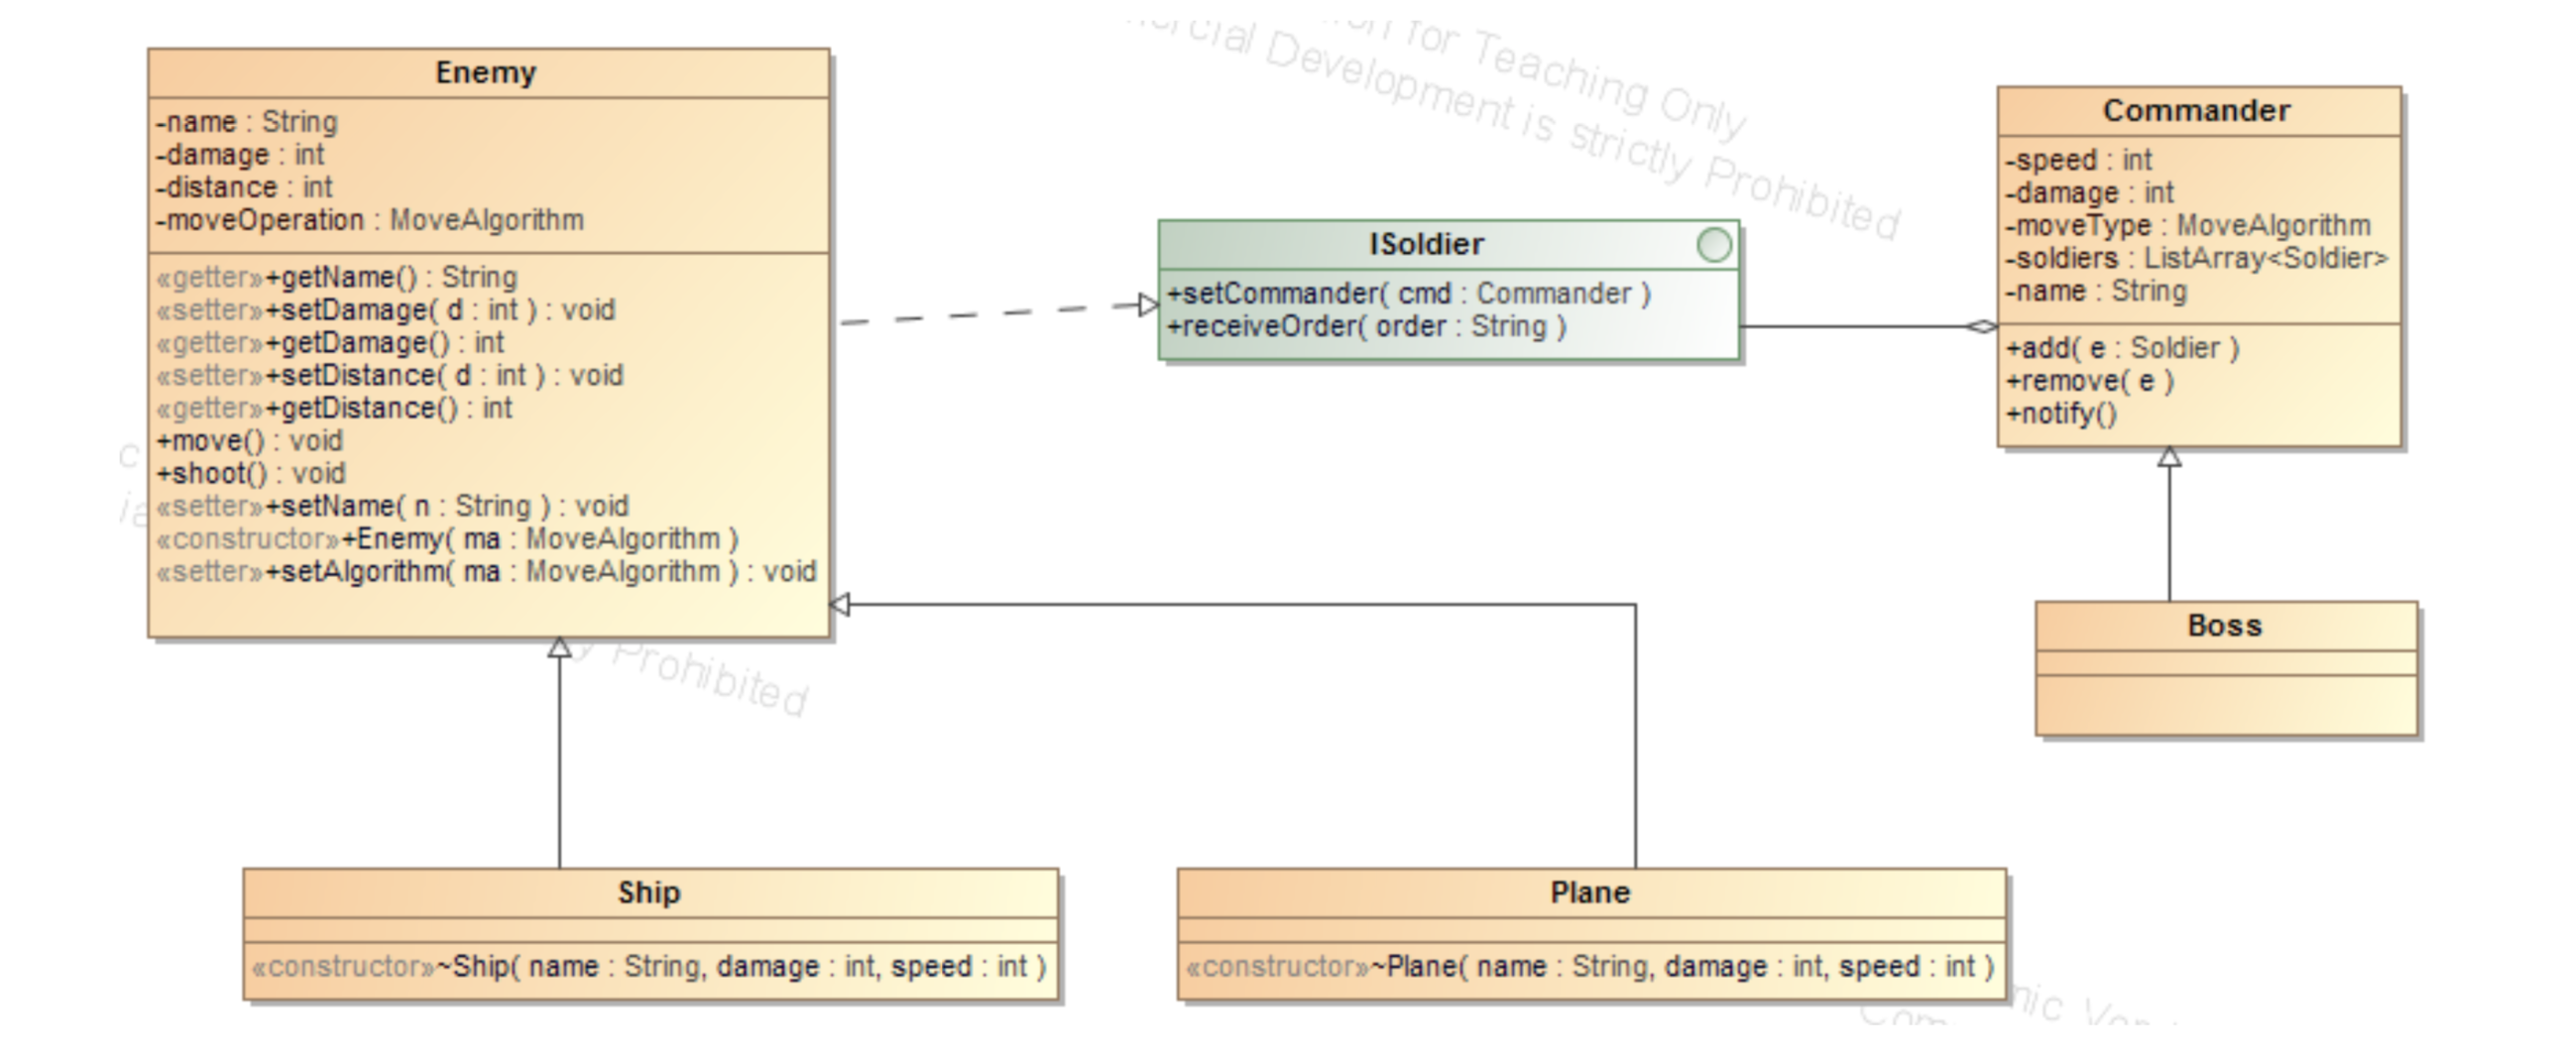 Enemy
-name : String
-damage : int
-distance : int
-moveOperation : MoveAlgorithm
«getter»+getName() : String
«setter»+setDamage( d : int ) : void
«getter»+getDamage() : int
«setter»+setDistance( d : int ) : void
«getter»+getDistance() : int
+move() : void
+shoot() : void
«setter»+setName( n : String ) : void
«constructor»+Enemy( ma : MoveAlgorithm )
«setter»+setAlgorithm( ma : MoveAlgorithm ) : void
for Teaching Only
Development is strictly Prohibited
ISoldier
+setCommander( cmd : Commander )
+receiveOrder( order : String )
Commander
-speed : int
-damage : int
-moveType : MoveAlgorithm
-soldiers : ListArray<Soldier>
-name : String
+add( e : Soldier )
+remove( e )
+notify()
Boss
Prohibited
Ship
«constructor»~Ship( name : String, damage : int, speed : int )
Plane
«constructor»~Plane( name : String, damage : int, speed : int )